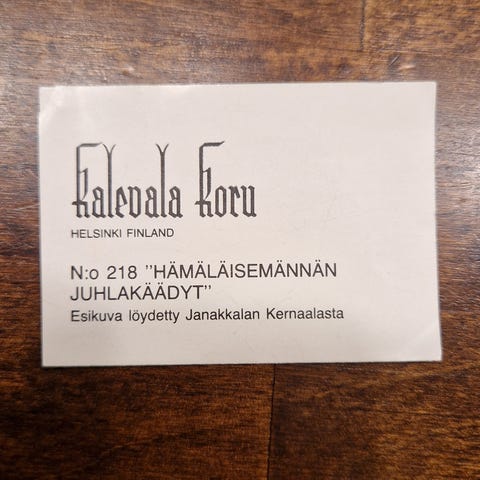 Kalevala Koru
HELSINKI FINLAND
N:o 218 "HÄMÄLÄISEMÄNNÄN
JUHLAKÄÄDYT"
Esikuva löydetty Janakkalan Kernaalasta